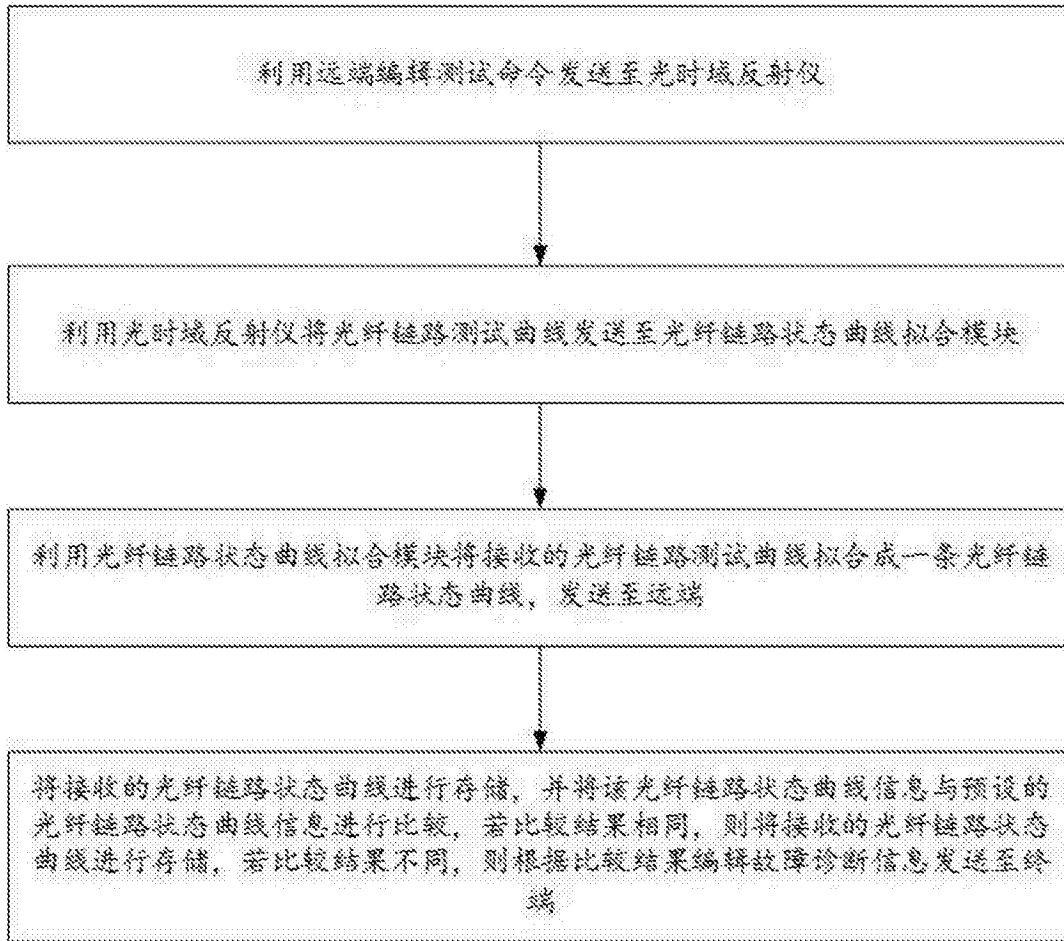 利用远端编辑测试命令发送至光时域反射仪
利用光时域反射仪将光纤链路测试曲线发送至光纤链路状态曲线拟合模块
利用光纤链路状态曲线拟合模块将接收的光纤链路测试曲线拟合成一条光纤链
路状态曲线，发送至远端
将接收的光纤链路状态曲线进行存储，并将该光纤链路状态曲线信息与预设的
光纤链路状态曲线信息进行比较，若比较结果相同，则将接收的光纤链路状态
曲线进行存储，若比较结果不同，则根据比较结果编辑故障诊断信息发送至终
端